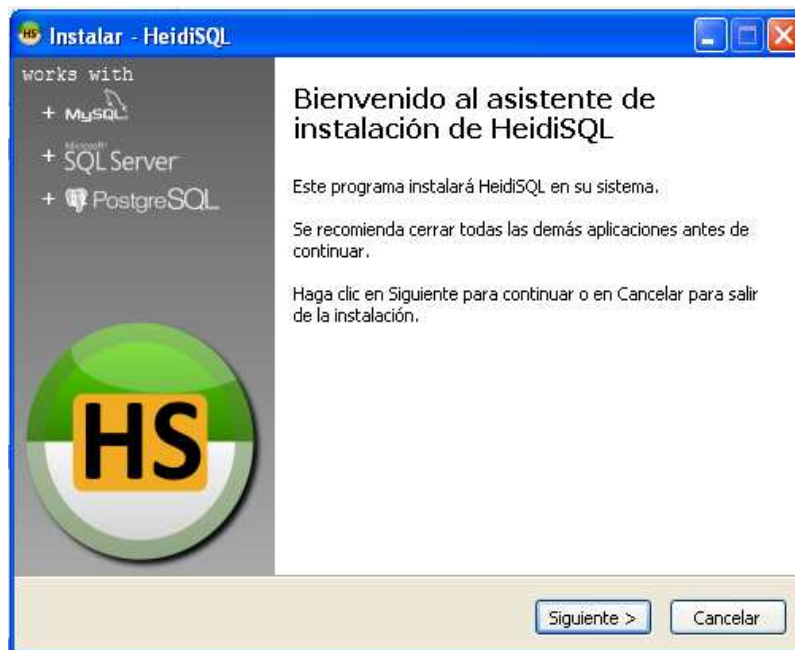 HS Instalar - HeidiSQL
works with
+ MySQL
+ Microsoft SQL Server
+ PostgreSQL
HS
Bienvenido al asistente de
instalación de HeidiSQL
Este programa instalará HeidiSQL en su sistema.
Se recomienda cerrar todas las demás aplicaciones antes de
continuar.
Haga clic en Siguiente para continuar o en Cancelar para salir
de la instalación.
Siguiente >
Cancelar